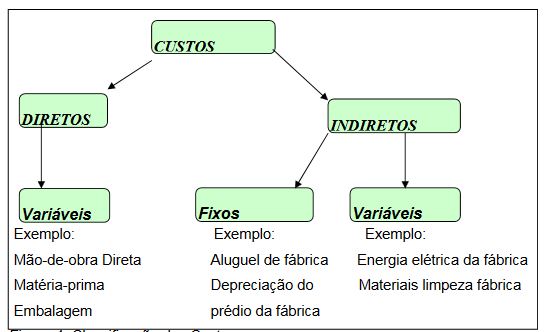 CUSTOS
DIRETOS
INDIRETOS
Variáveis
Fixos
Variáveis
Exemplo:
Mão-de-obra Direta
Matéria-prima
Embalagem
Exemplo:
Aluguel de fábrica
Depreciação do
prédio da fábrica
Exemplo:
Energia elétrica da fábrica
Materiais limpeza fábrica